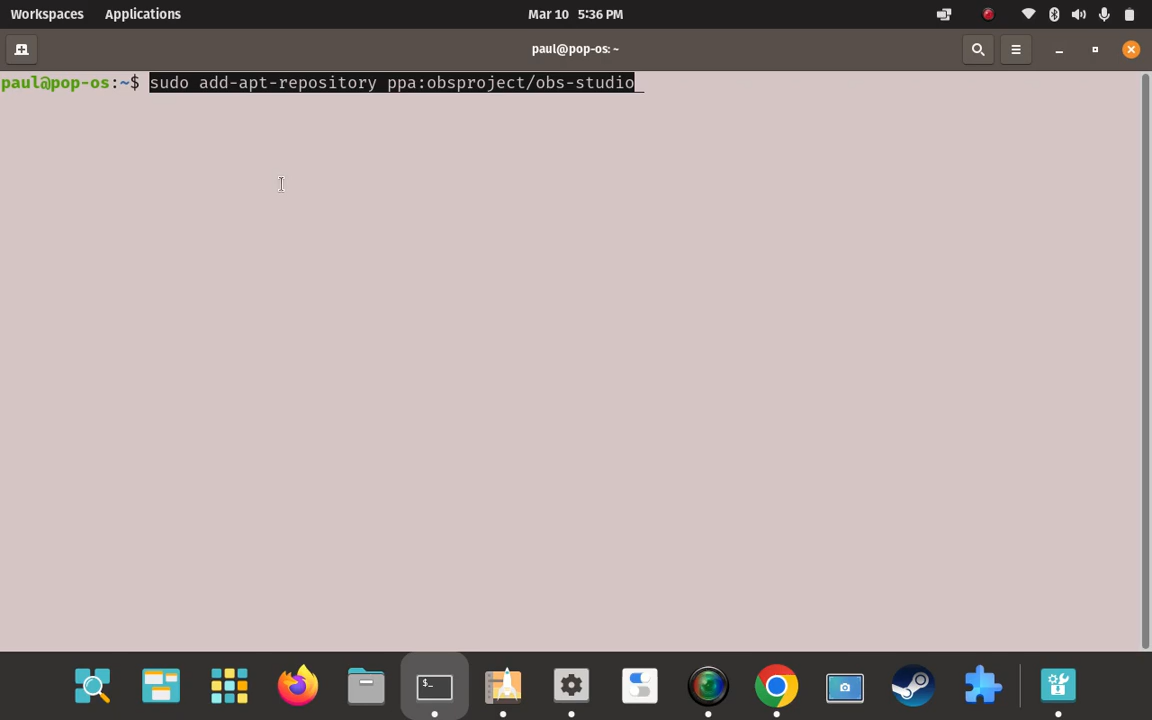 Workspaces Applications Mar 10 5:36 PM
paul@pop-os: ~
paul@pop-os:~$ sudo add-apt-repository ppa:obsproject/obs-studio
$_